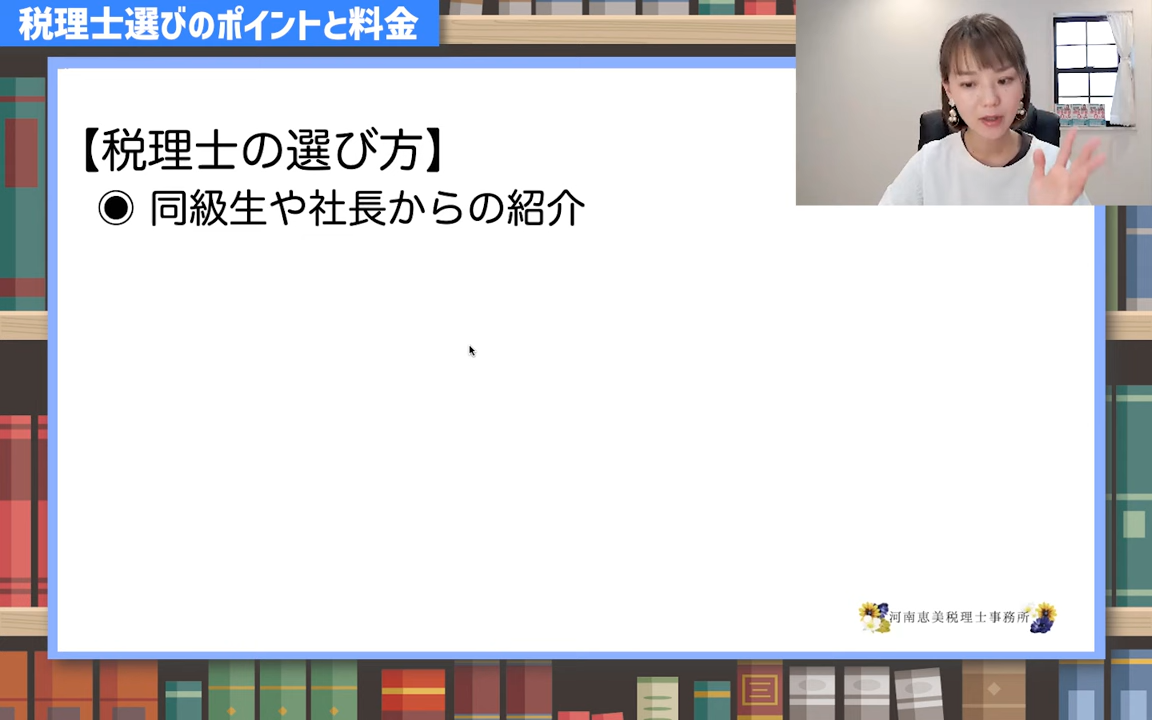 税理士選びのポイントと料金
【税理士の選び方】
◉ 同級生や社長からの紹介
河南恵美税理士事務所